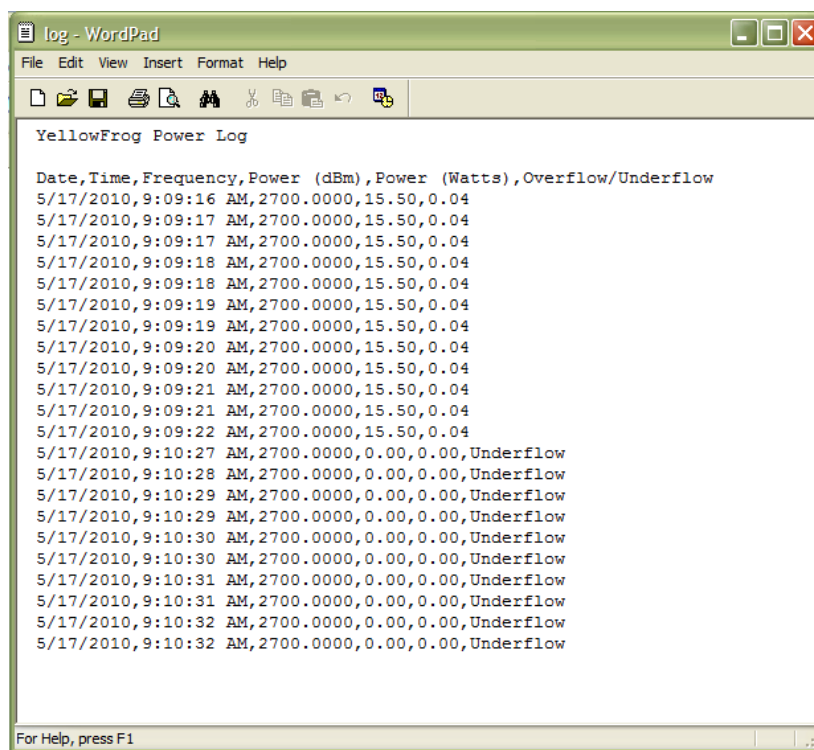 log - WordPad
File Edit View Insert Format Help
YellowFrog Power Log
Date,Time,Frequency,Power (dBm),Power (Watts),Overflow/Underflow
5/17/2010,9:09:16 AM,2700.0000,15.50,0.04
5/17/2010,9:09:17 AM,2700.0000,15.50,0.04
5/17/2010,9:09:17 AM,2700.0000,15.50,0.04
5/17/2010,9:09:18 AM,2700.0000,15.50,0.04
5/17/2010,9:09:18 AM,2700.0000,15.50,0.04
5/17/2010,9:09:19 AM,2700.0000,15.50,0.04
5/17/2010,9:09:19 AM,2700.0000,15.50,0.04
5/17/2010,9:09:20 AM,2700.0000,15.50,0.04
5/17/2010,9:09:20 AM,2700.0000,15.50,0.04
5/17/2010,9:09:21 AM,2700.0000,15.50,0.04
5/17/2010,9:09:21 AM,2700.0000,15.50,0.04
5/17/2010,9:09:22 AM,2700.0000,15.50,0.04
5/17/2010,9:10:27 AM,2700.0000,0.00,0.00,Underflow
5/17/2010,9:10:28 AM,2700.0000,0.00,0.00,Underflow
5/17/2010,9:10:29 AM,2700.0000,0.00,0.00,Underflow
5/17/2010,9:10:29 AM,2700.0000,0.00,0.00,Underflow
5/17/2010,9:10:30 AM,2700.0000,0.00,0.00,Underflow
5/17/2010,9:10:30 AM,2700.0000,0.00,0.00,Underflow
5/17/2010,9:10:31 AM,2700.0000,0.00,0.00,Underflow
5/17/2010,9:10:31 AM,2700.0000,0.00,0.00,Underflow
5/17/2010,9:10:32 AM,2700.0000,0.00,0.00,Underflow
5/17/2010,9:10:32 AM,2700.0000,0.00,0.00,Underflow
For Help, press F1